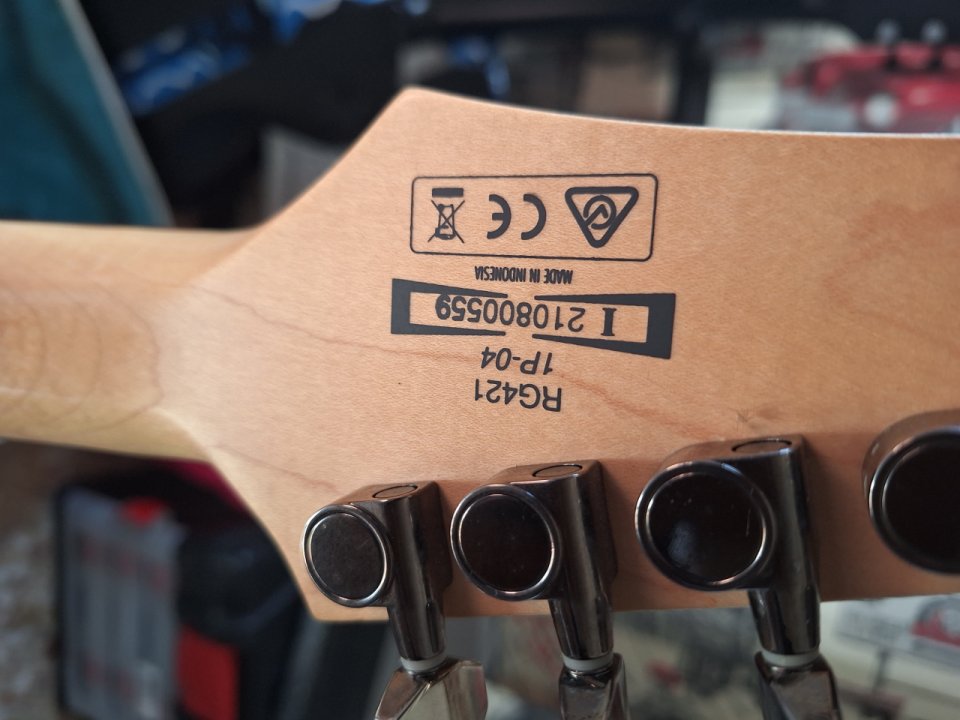 RG421
1P-04
I 210800559
MADE IN INDONESIA
CE